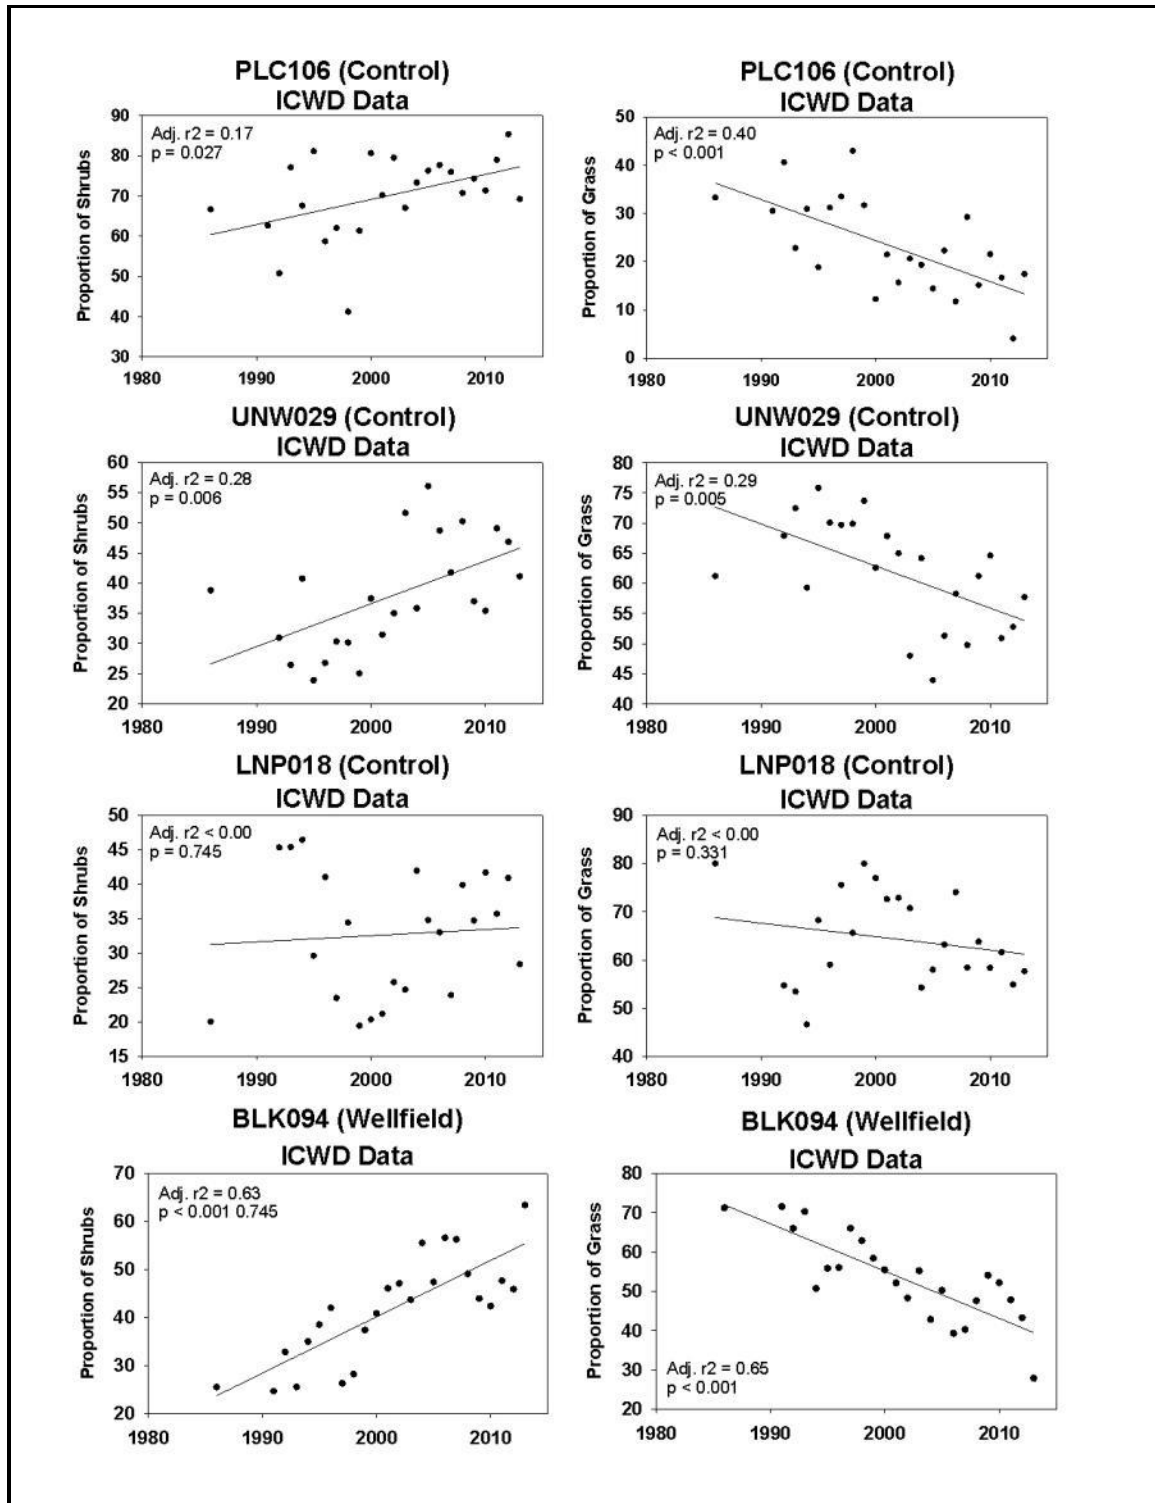 PLC106 (Control)
ICWD Data
Adj. r2 = 0.17
p = 0.027
Proportion of Shrubs
90
80
70
60
50
40
30
1980
1990
2000
2010
PLC106 (Control)
ICWD Data
Adj. r2 = 0.40
p < 0.001
Proportion of Grass
50
40
30
20
10
0
1980
1990
2000
2010
UNW029 (Control)
ICWD Data
Adj. r2 = 0.28
p = 0.006
Proportion of Shrubs
60
55
50
45
40
35
30
25
20
1980
1990
2000
2010
UNW029 (Control)
ICWD Data
Adj. r2 = 0.29
p = 0.005
Proportion of Grass
80
75
70
65
60
55
50
45
40
1980
1990
2000
2010
LNP018 (Control)
ICWD Data
Adj. r2 < 0.00
p = 0.745
Proportion of Shrubs
50
45
40
35
30
25
20
15
1980
1990
2000
2010
LNP018 (Control)
ICWD Data
Adj. r2 < 0.00
p = 0.331
Proportion of Grass
90
80
70
60
50
40
1980
1990
2000
2010
BLK094 (Wellfield)
ICWD Data
Adj. r2 = 0.63
p < 0.001 0.745
Proportion of Shrubs
70
60
50
40
30
20
1980
1990
2000
2010
BLK094 (Wellfield)
ICWD Data
Adj. r2 = 0.65
p < 0.001
Proportion of Grass
80
70
60
50
40
30
20
1980
1990
2000
2010